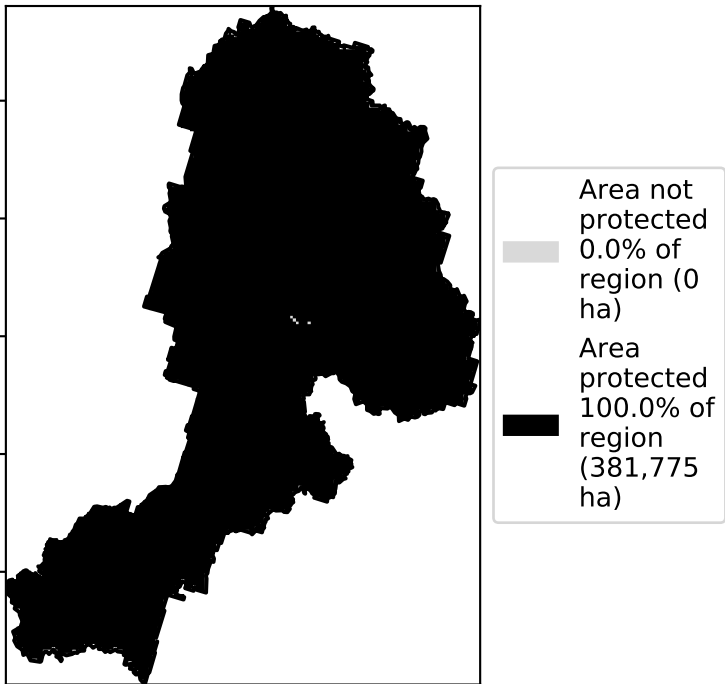 Area not
protected
0.0% of
region (0
ha)
Area
protected
100.0% of
region
(381,775
ha)